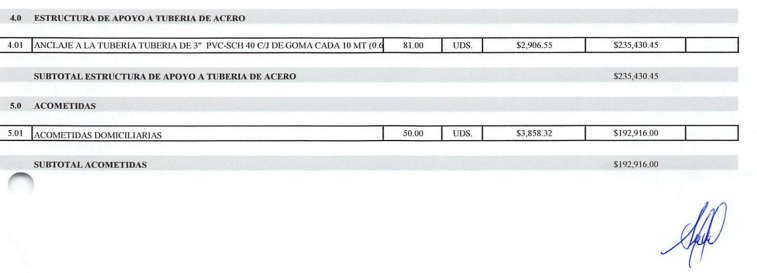 4.0 ESTRUCTURA DE APOYO A TUBERIA DE ACERO
4.01 ANCLAJE A LA TUBERIA TUBERIA DE 3" PVC-SCH 40 C/J DE GOMA CADA 10 MT (0.6 81.00 UDS. $2,906.55 $235,430.45
SUBTOTAL ESTRUCTURA DE APOYO A TUBERIA DE ACERO $235,430.45
5.0 ACOMETIDAS
5.01 ACOMETIDAS DOMICILIARIAS 50.00 UDS. $3,858.32 $192,916.00
SUBTOTAL ACOMETIDAS $192,916.00